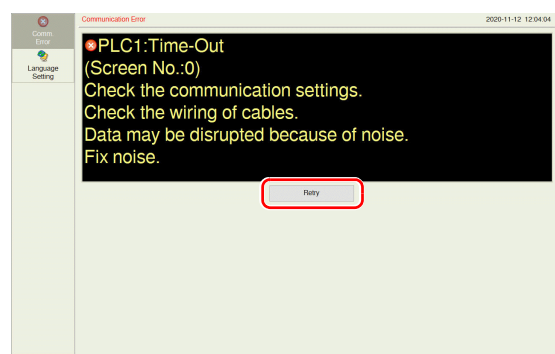 Comm.
Error
Language
Setting
Communication Error
2020-11-12 12:04:04
PLC1:Time-Out
(Screen No.:0)
Check the communication settings.
Check the wiring of cables.
Data may be disrupted because of noise.
Fix noise.
Retry